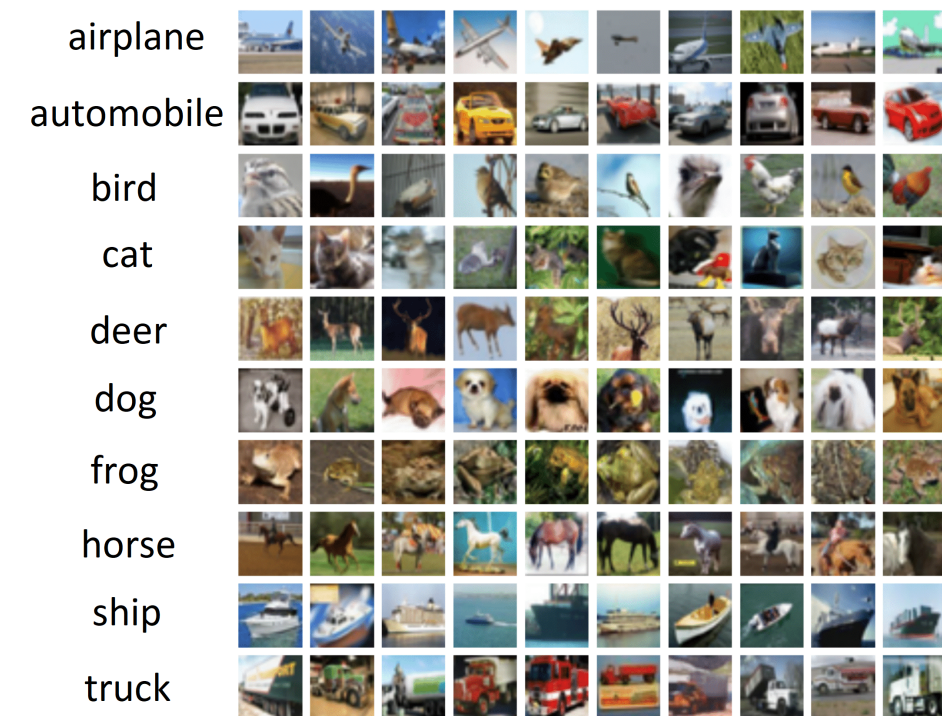 airplane
automobile
bird
cat
deer
dog
frog
horse
ship
truck